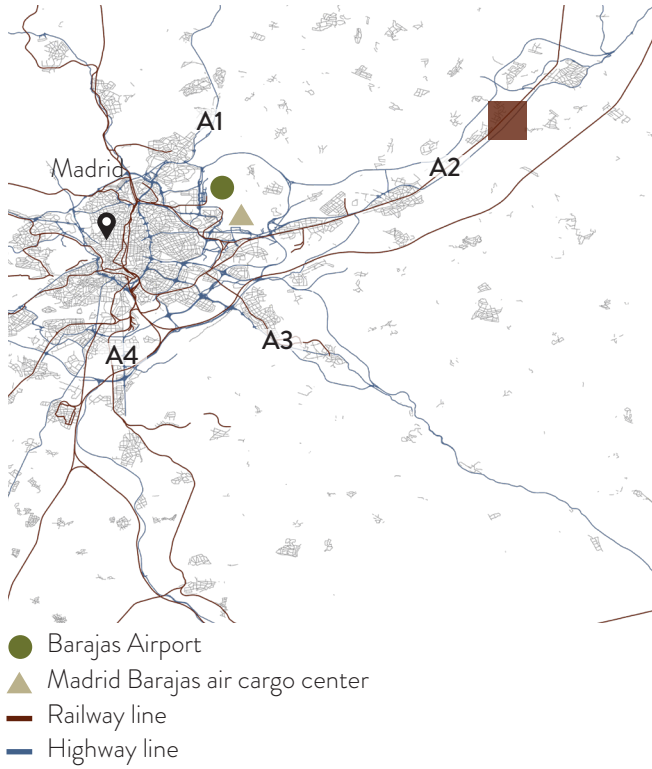 A1
A2
Madrid
A3
A4
Barajas Airport
Madrid Barajas air cargo center
Railway line
Highway line